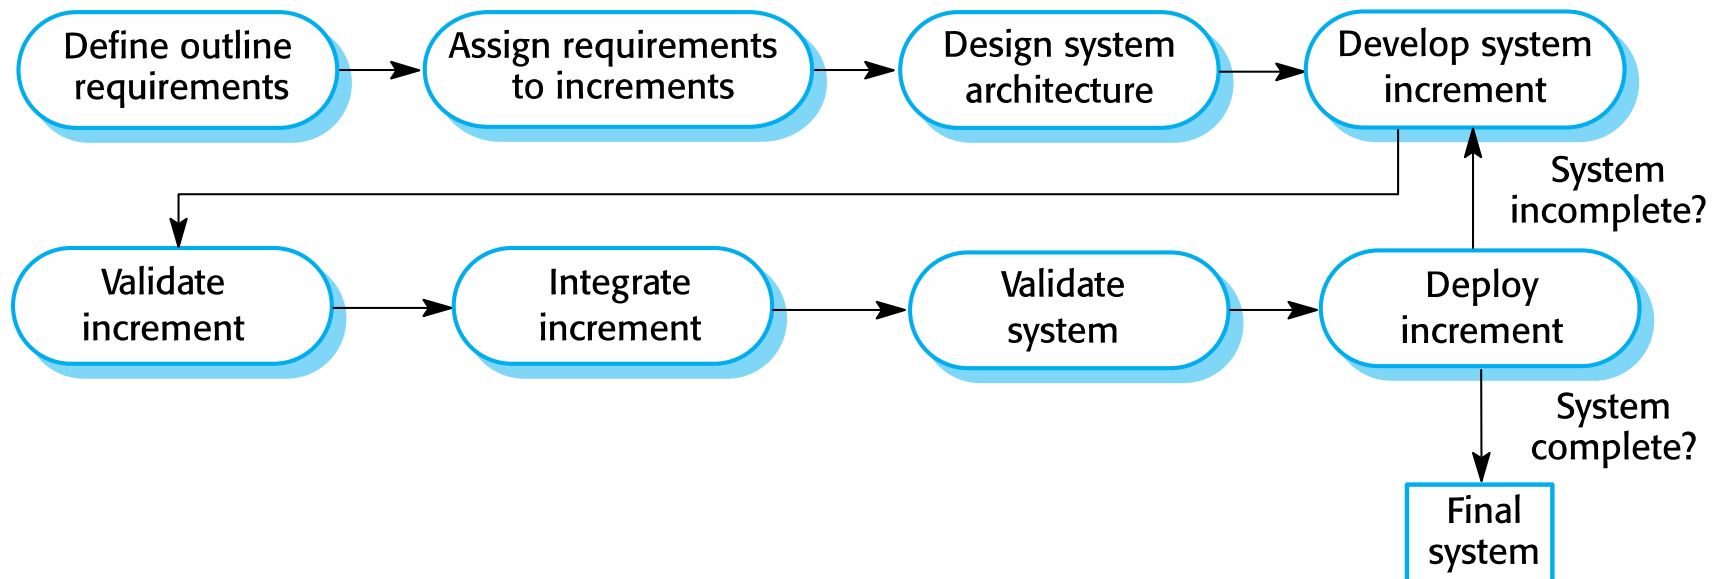 Define outline
requirements
Assign requirements
to increments
Design system
architecture
Develop system
increment
System
incomplete?
Validate
increment
Integrate
increment
Validate
system
Deploy
increment
System
complete?
Final
system